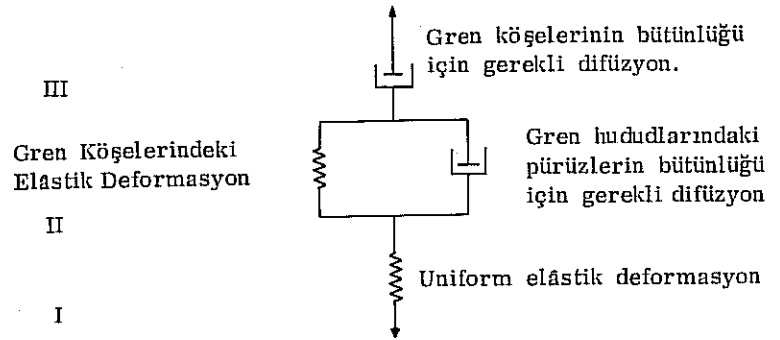 Gren köşelerinin bütünlüğü
için gerekli difüzyon.
III
Gren Köşelerindeki
Elâstik Deformasyon
Gren hududlarındaki
pürüzlerin bütünlüğü
için gerekli difüzyon
II
Uniform elâstik deformasyon
I